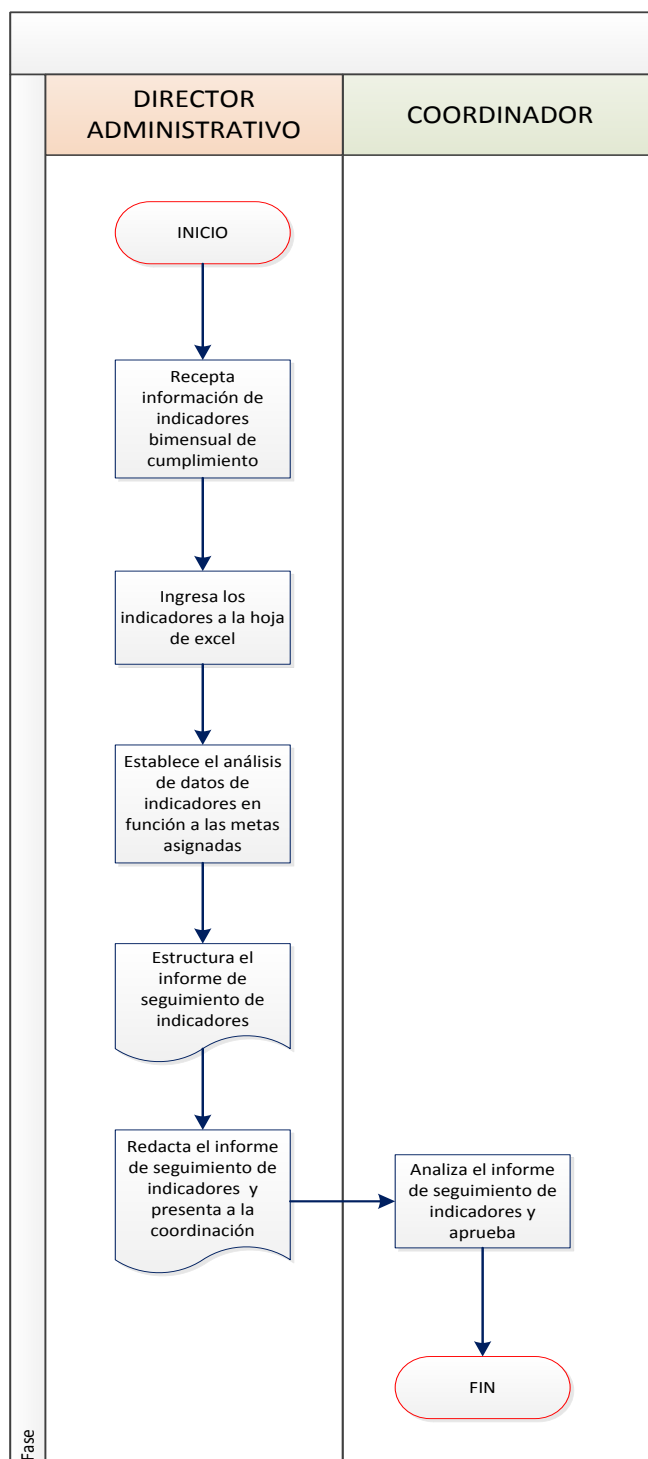 DIRECTOR
ADMINISTRATIVO
COORDINADOR
INICIO
Recepta
información de
indicadores
bimensual de
cumplimiento
Ingresa los
indicadores a la hoja
de excel
Establece el análisis
de datos de
indicadores en
función a las metas
asignadas
Estructura el
informe de
seguimiento de
indicadores
Redacta el informe
de seguimiento de
indicadores y
presenta a la
coordinación
Analiza el informe
de seguimiento de
indicadores y
aprueba
FIN
Fase